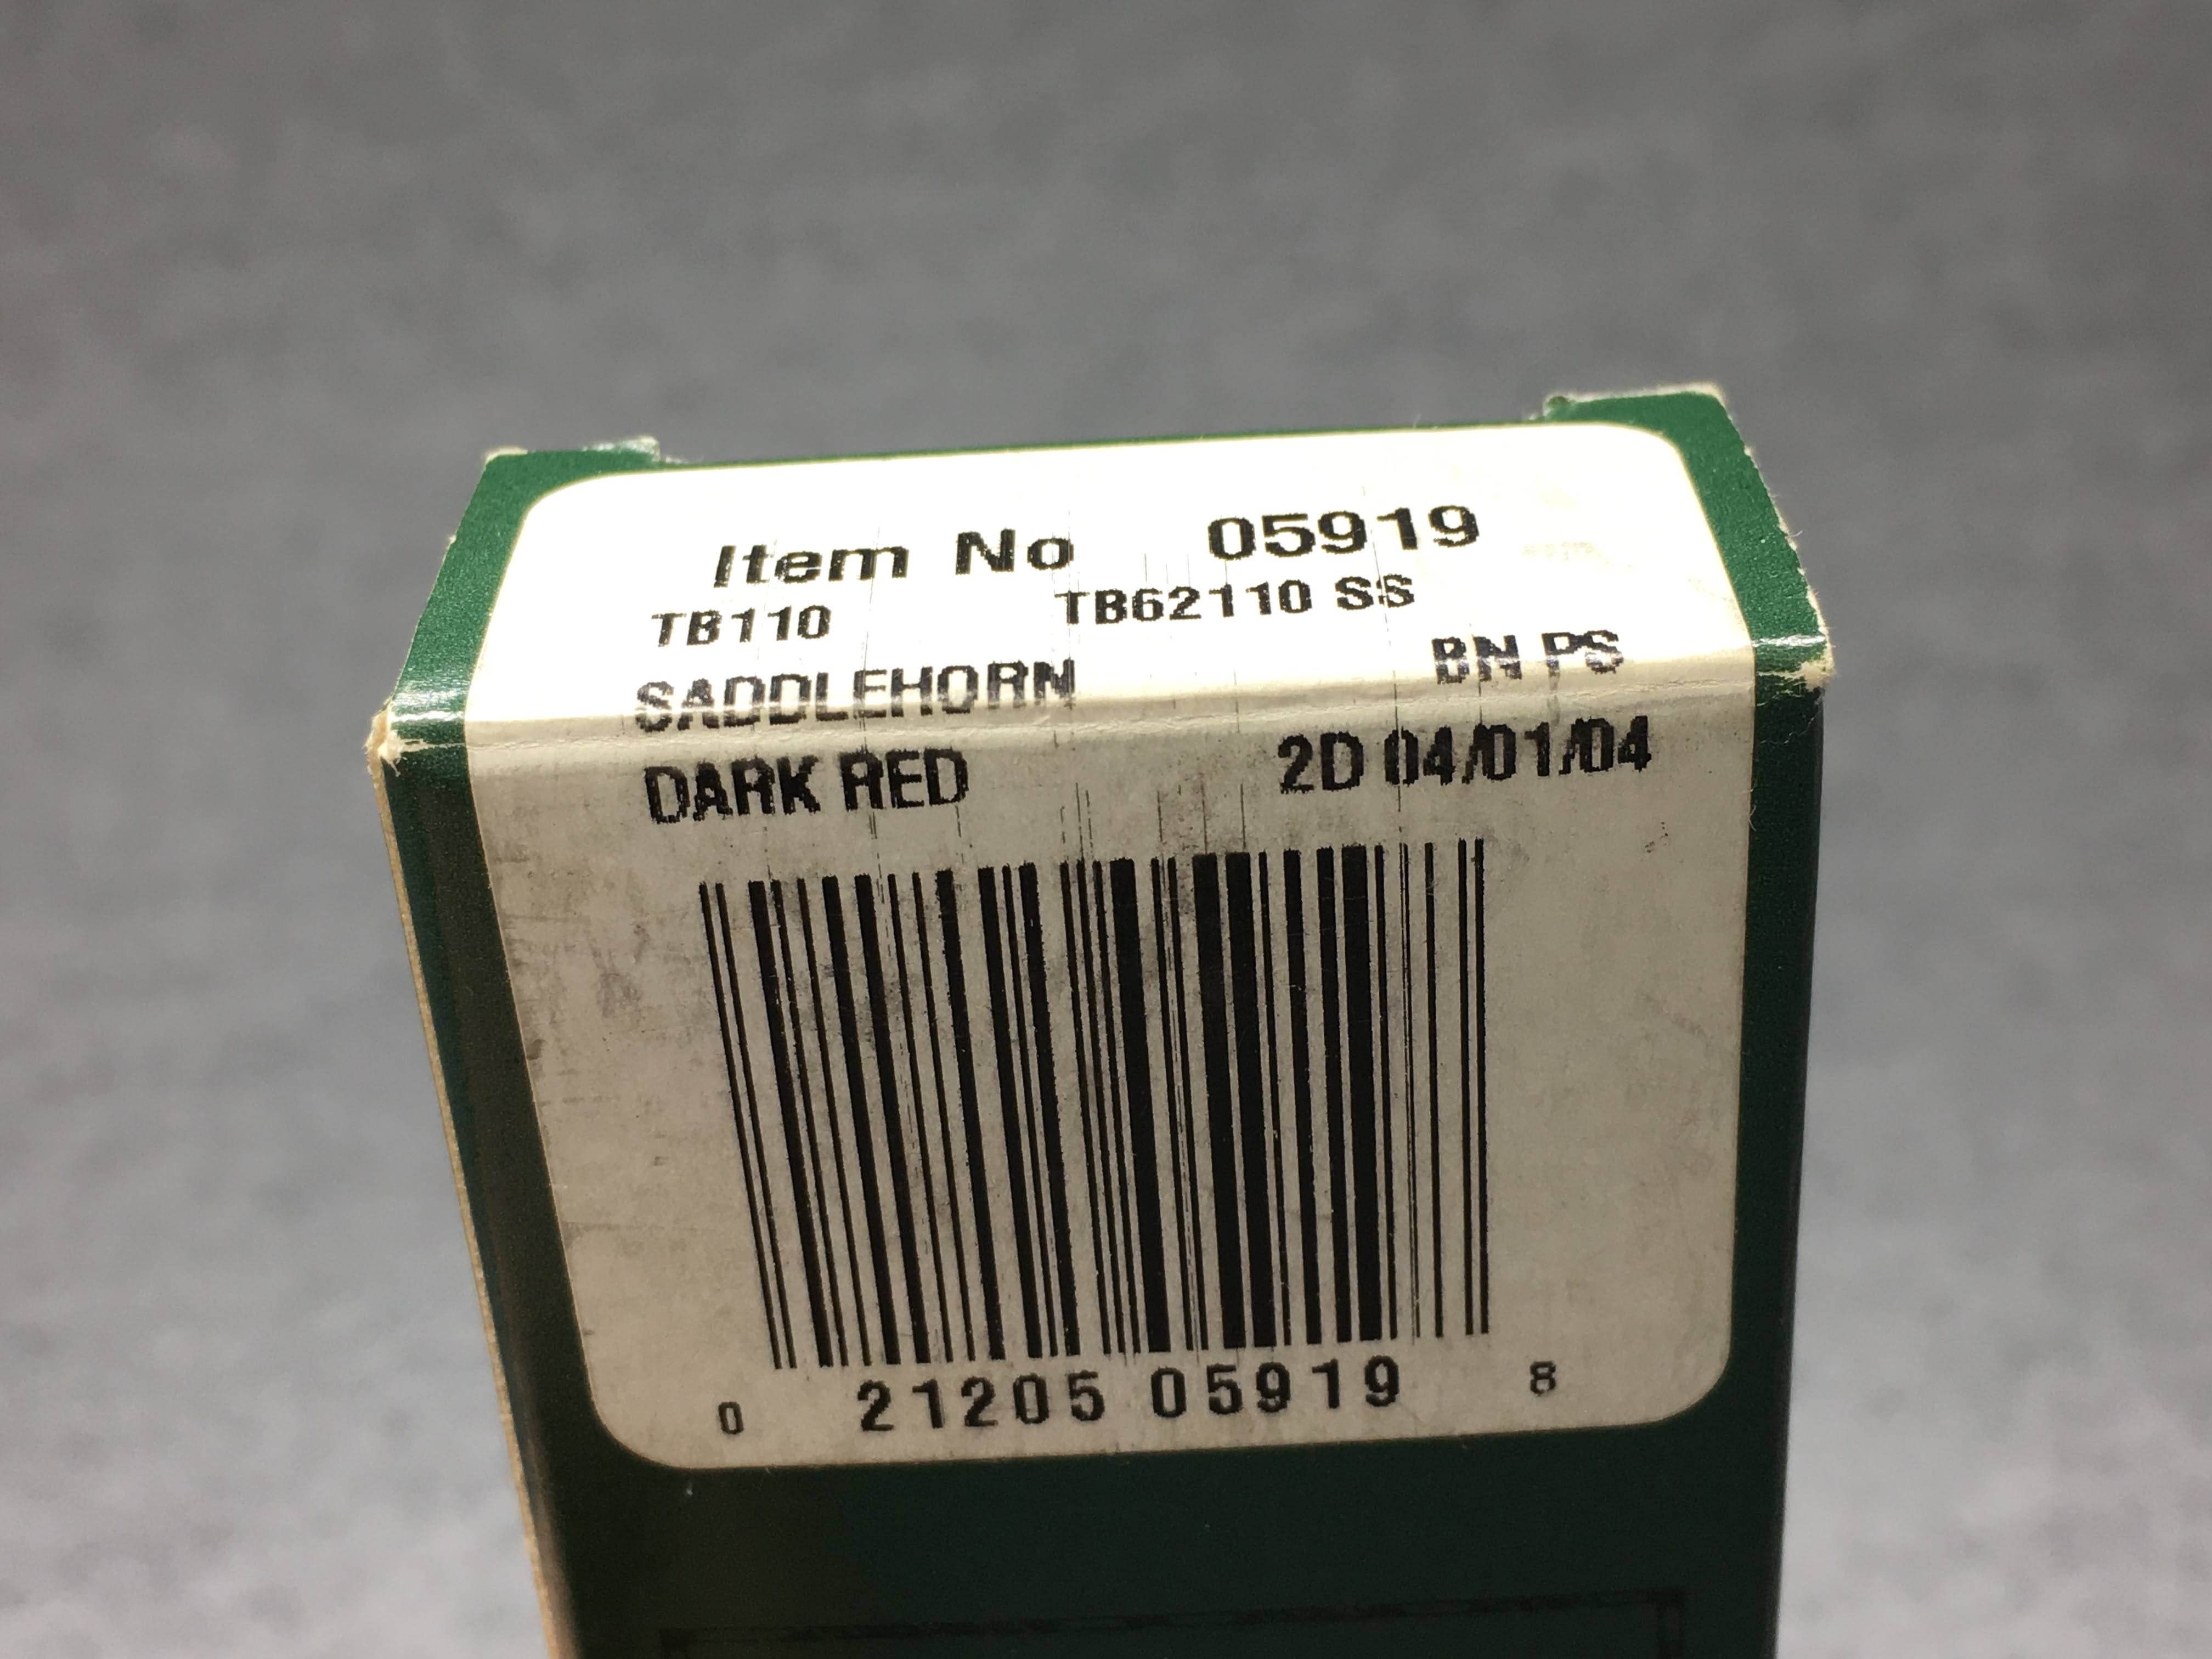 Item No 05919
TB110 TB62110 SS
SADDLEHORN BN PS
DARK RED 2D 04/01/04
0 21205 05919 8